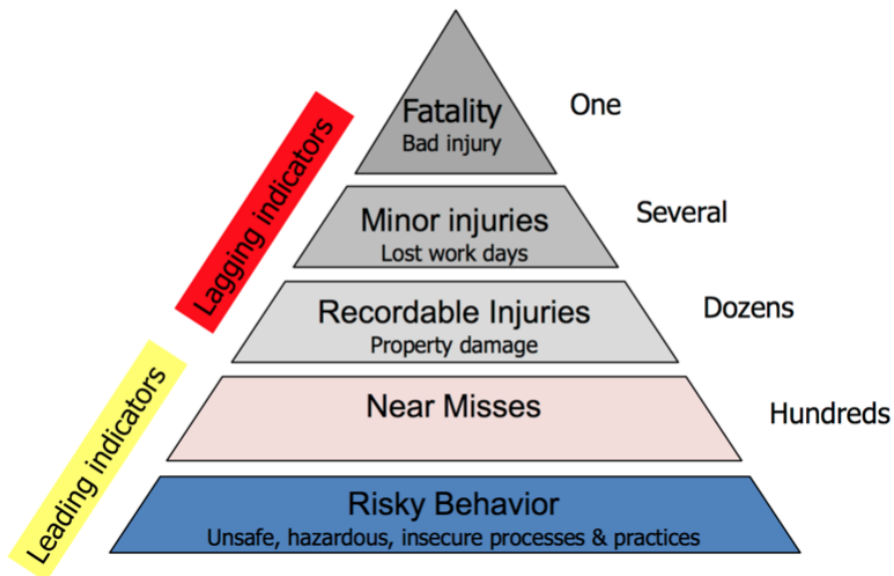 Fatality
Bad injury
One
Minor injuries
Lost work days
Several
Recordable Injuries
Property damage
Dozens
Near Misses
Hundreds
Risky Behavior
Unsafe, hazardous, insecure processes & practices
Lagging indicators
Leading indicators